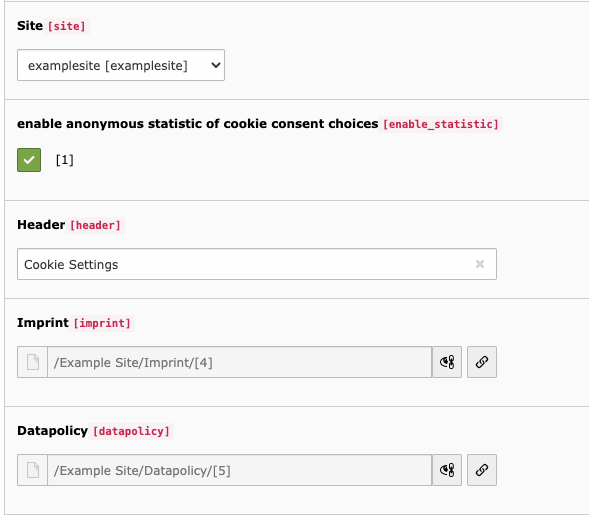 Site [site]
examplesite [examplesite]
enable anonymous statistic of cookie consent choices [enable_statistic]
[1]
Header [header]
Cookie Settings
Imprint [imprint]
/Example Site/Imprint/[4]
Datapolicy [datapolicy]
/Example Site/Datapolicy/[5]